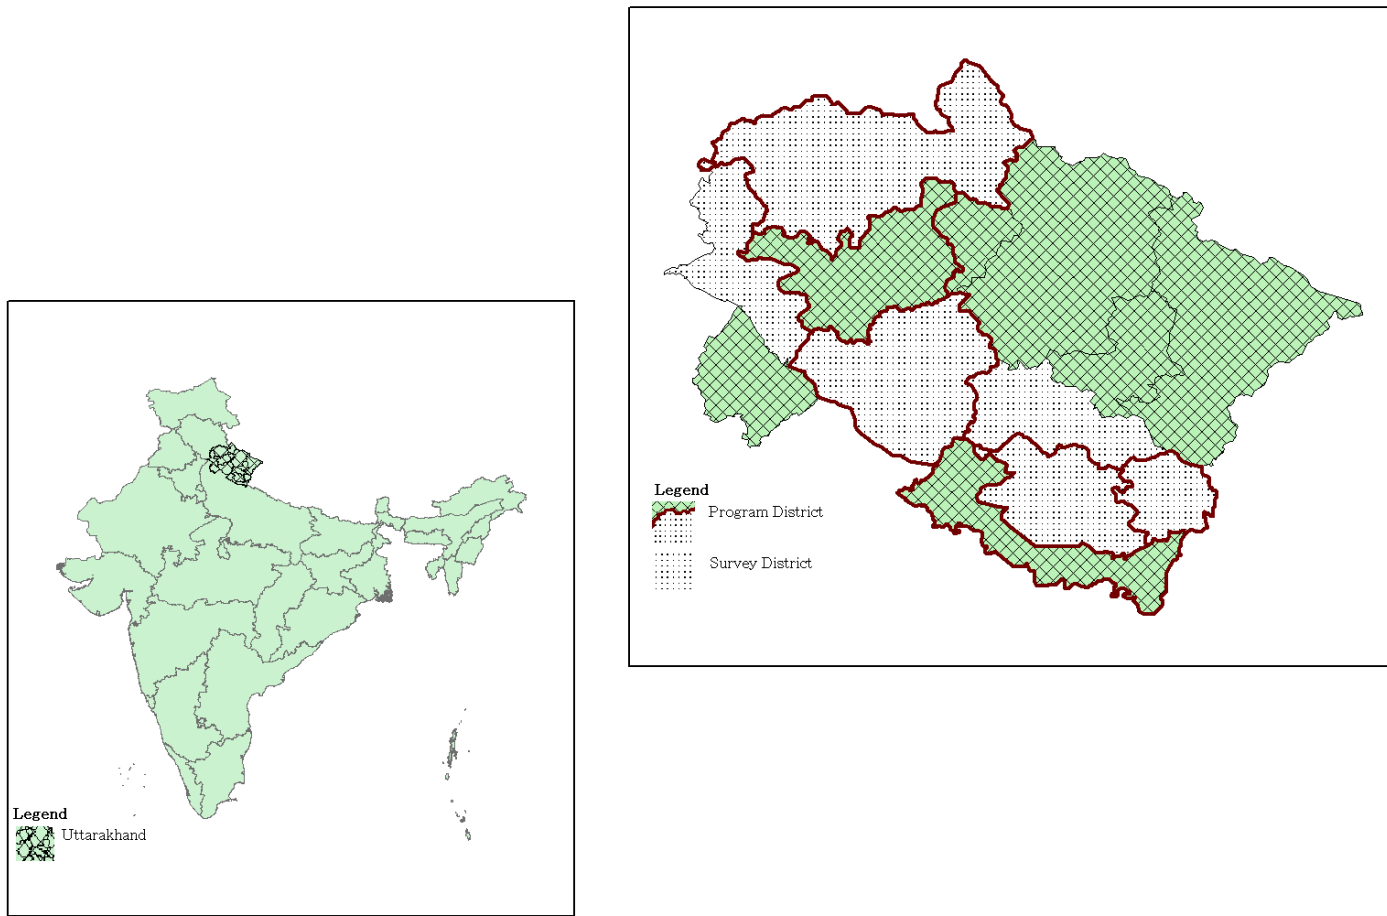 Legend
Program District
Survey District
Legend
Uttarakhand